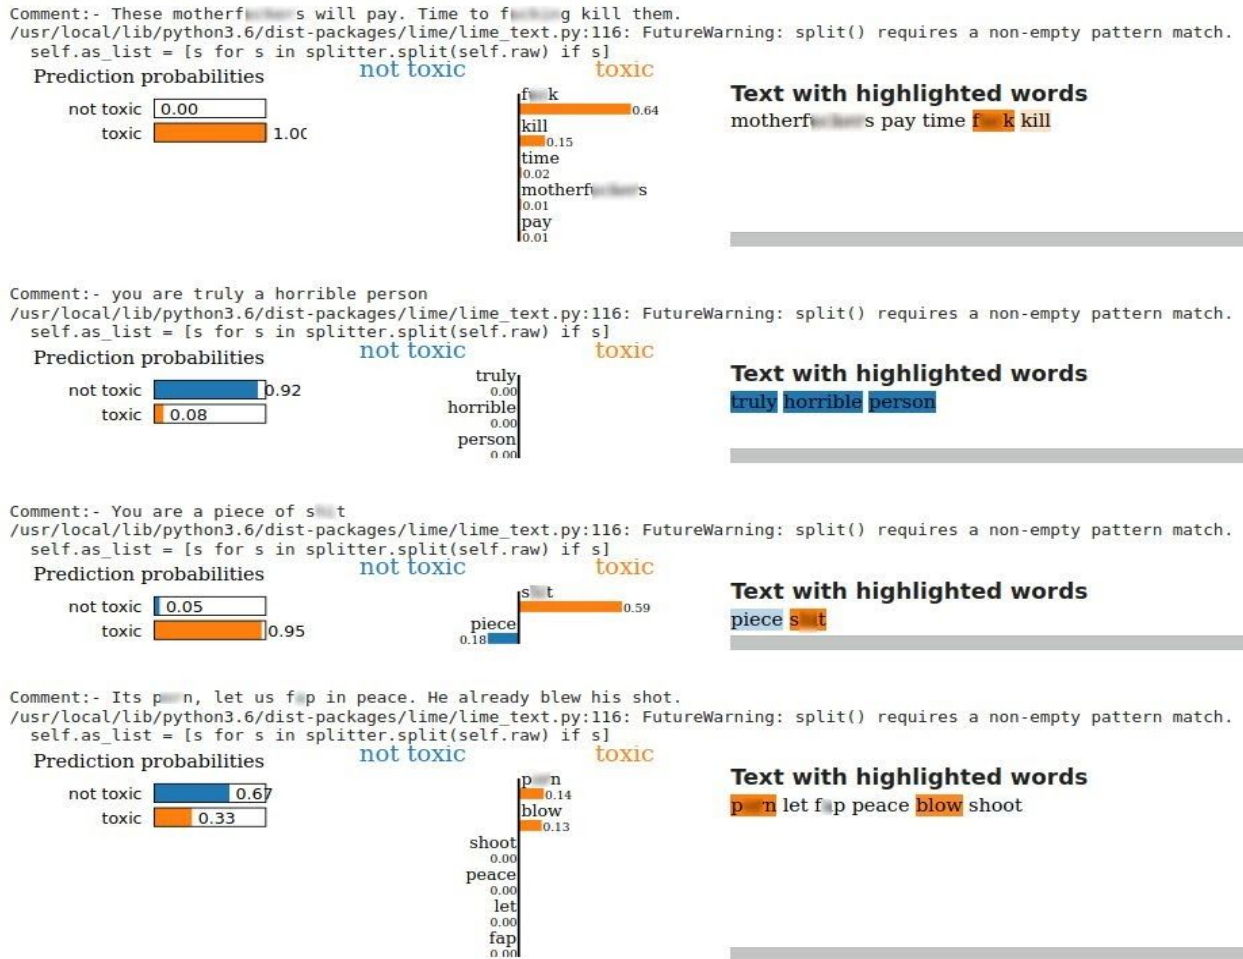 Comment:- These will pay. Time to kill them.
/usr/local/lib/python3.6/dist-packages/lime/lime_text.py:116: FutureWarning: split() requires a non-empty pattern match.
self.as_list = [s for s in splitter.split(self.raw) if s]
Prediction probabilities
not toxic 0.00
toxic 1.00
not toxic toxic
0.64
kill
0.15
time
0.02
0.01
pay
0.01
Text with highlighted words
pay time kill
Comment:- you are truly a horrible person
/usr/local/lib/python3.6/dist-packages/lime/lime_text.py:116: FutureWarning: split() requires a non-empty pattern match.
self.as_list = [s for s in splitter.split(self.raw) if s]
Prediction probabilities
not toxic 0.92
toxic 0.08
not toxic toxic
truly
0.00
horrible
0.00
person
0.00
Text with highlighted words
truly horrible person
Comment:- You are a piece of
/usr/local/lib/python3.6/dist-packages/lime/lime_text.py:116: FutureWarning: split() requires a non-empty pattern match.
self.as_list = [s for s in splitter.split(self.raw) if s]
Prediction probabilities
not toxic 0.05
toxic 0.95
not toxic toxic
0.59
piece
0.18
Text with highlighted words
piece
Comment:- Its let us in peace. He already blew his shot.
/usr/local/lib/python3.6/dist-packages/lime/lime_text.py:116: FutureWarning: split() requires a non-empty pattern match.
self.as_list = [s for s in splitter.split(self.raw) if s]
Prediction probabilities
not toxic 0.67
toxic 0.33
not toxic toxic
0.14
blow
0.13
shoot
0.00
peace
0.00
let
0.00
fap
0.00
Text with highlighted words
let peace blow shoot